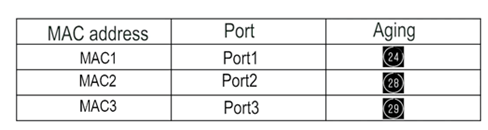 MAC address Port Aging
MAC1 Port1 24
MAC2 Port2 28
MAC3 Port3 29